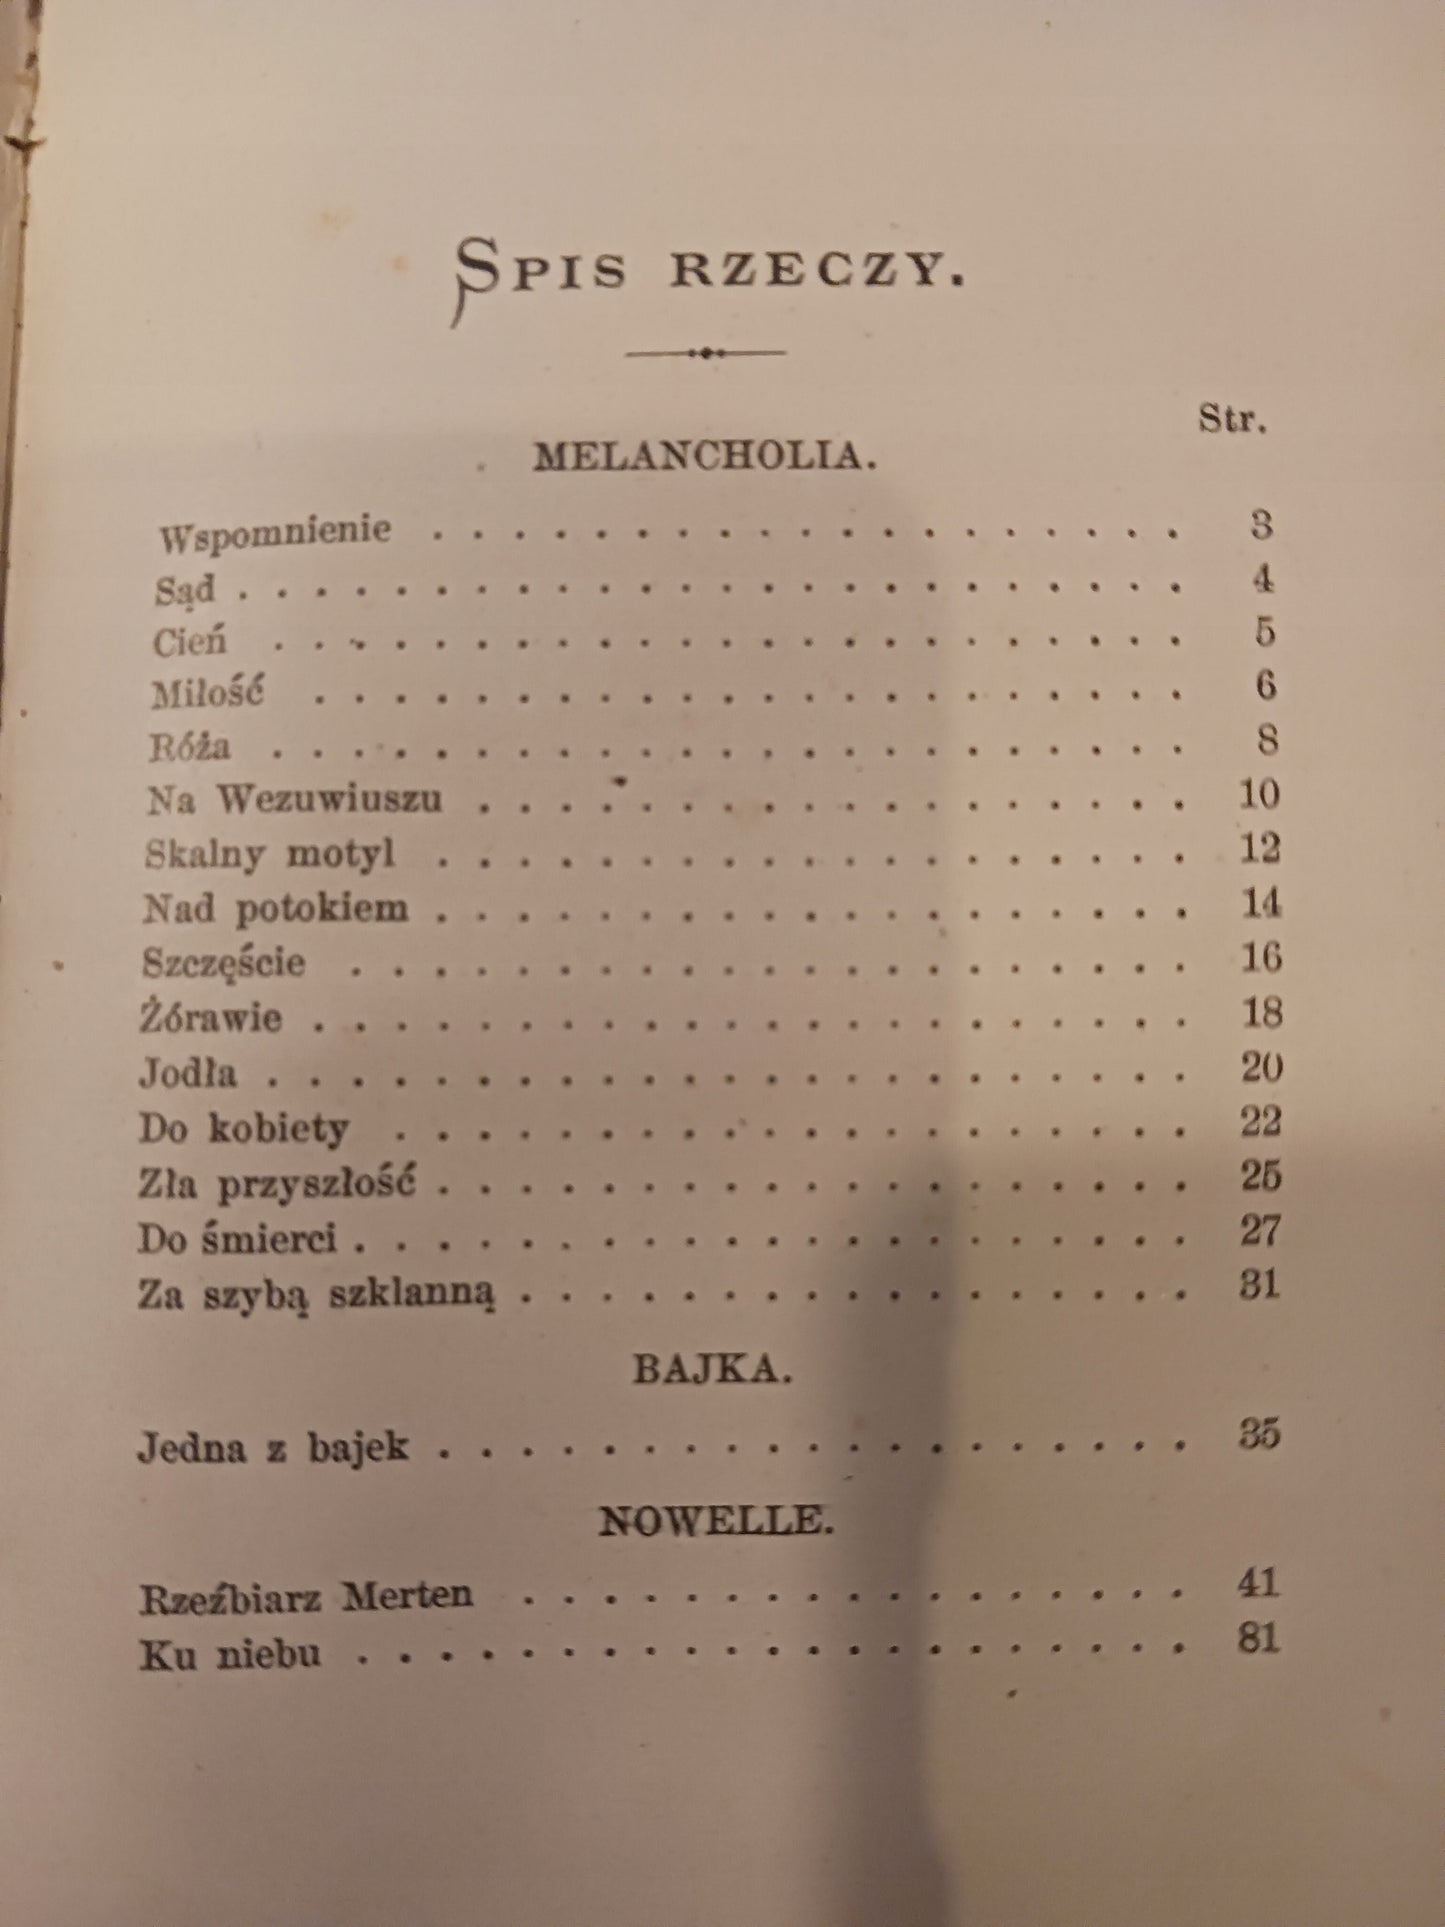 SPIS RZECZY.
Str.
MELANCHOLIA.
Wspomnienie . . . . . . . . . . . . . . . . . . . 3
Sąd . . . . . . . . . . . . . . . . . . . . . . . . 4
Cień . . . . . . . . . . . . . . . . . . . . . . . 5
Miłość . . . . . . . . . . . . . . . . . . . . . . 6
Róża . . . . . . . . . . . . . . . . . . . . . . . 8
Na Wezuwiuszu . . . . . . . . . . . . . . . . . . 10
Skalny motyl . . . . . . . . . . . . . . . . . . . 12
Nad potokiem . . . . . . . . . . . . . . . . . . . 14
Szczęście . . . . . . . . . . . . . . . . . . . . . 16
Żórawie . . . . . . . . . . . . . . . . . . . . . . 18
Jodła . . . . . . . . . . . . . . . . . . . . . . . 20
Do kobiety . . . . . . . . . . . . . . . . . . . . 22
Zła przyszłość . . . . . . . . . . . . . . . . . . . 25
Do śmierci . . . . . . . . . . . . . . . . . . . . . 27
Za szybą szklanną . . . . . . . . . . . . . . . . . 31
BAJKA.
Jedna z bajek . . . . . . . . . . . . . . . . . . . 35
NOWELLE.
Rzeźbiarz Merten . . . . . . . . . . . . . . . . . 41
Ku niebu . . . . . . . . . . . . . . . . . . . . . 81